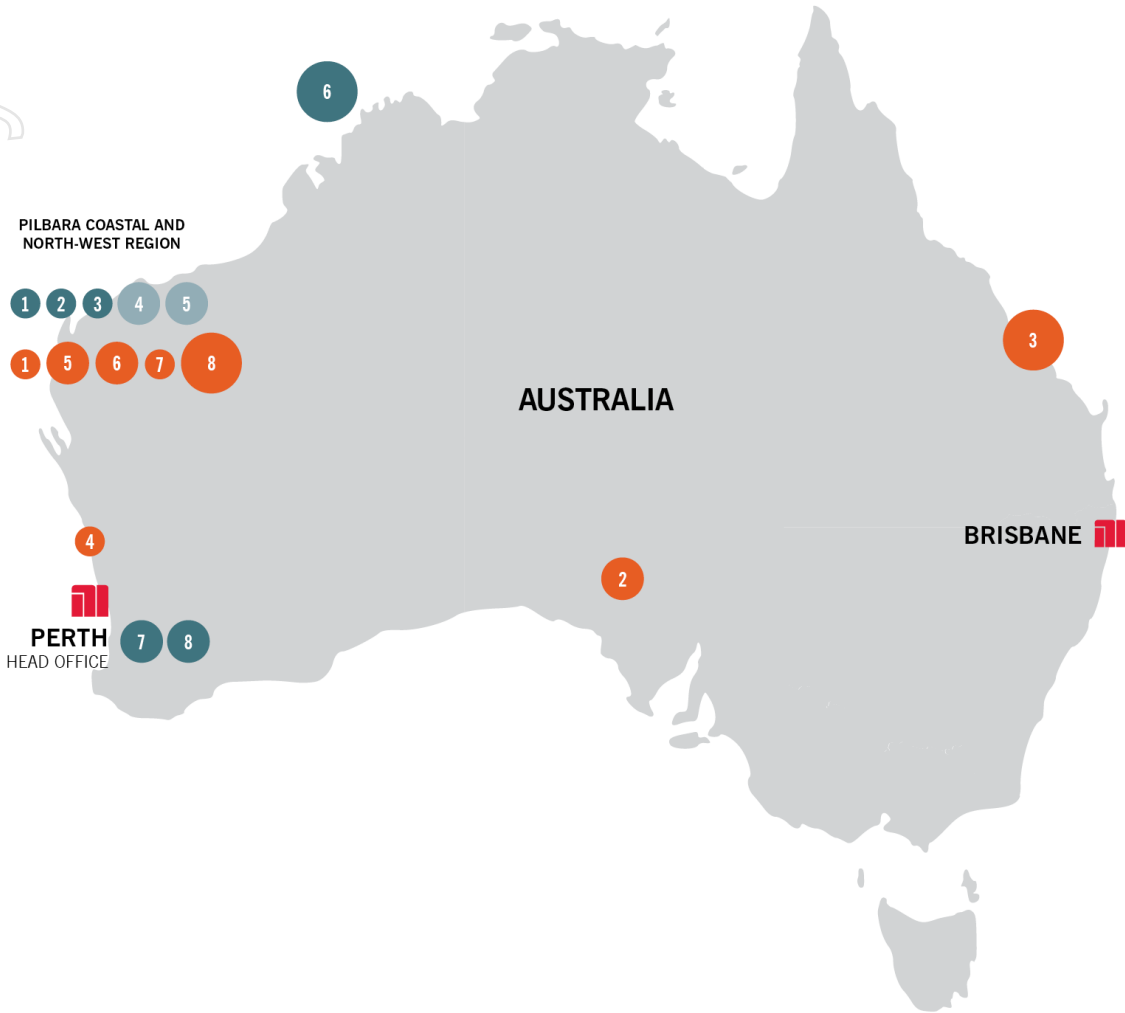 6
PILBARA COASTAL AND
NORTH-WEST REGION
1 2 3 4 5
1 5 6 7 8
3
AUSTRALIA
4
BRISBANE
2
PERTH
HEAD OFFICE
7 8